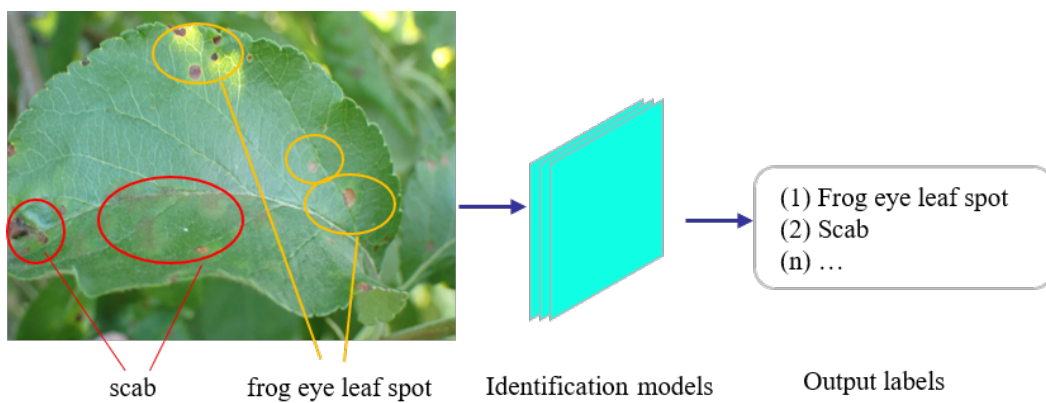 (1) Frog eye leaf spot
(2) Scab
(n) …
scab
frog eye leaf spot
Identification models
Output labels